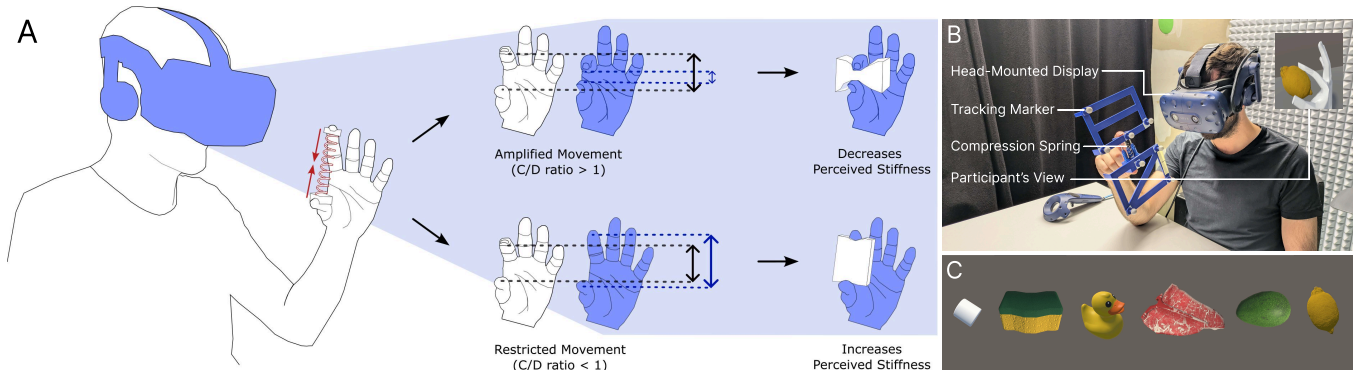 A
Amplified Movement
(C/D ratio > 1)
Decreases
Perceived Stiffness
Restricted Movement
(C/D ratio < 1)
Increases
Perceived Stiffness
B
Head-Mounted Display
Tracking Marker
Compression Spring
Participant's View
C